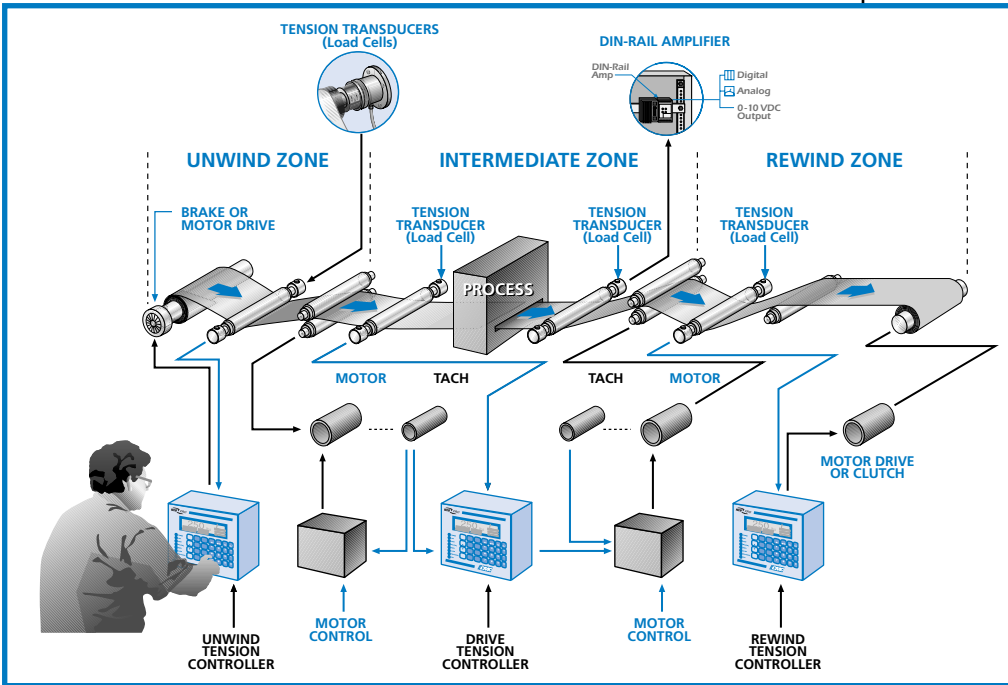 TENSION TRANSDUCERS
(Load Cells)
DIN-RAIL AMPLIFIER
DIN-Rail
Amp
Digital
Analog
0-10 VDC
Output
UNWIND ZONE
INTERMEDIATE ZONE
REWIND ZONE
BRAKE OR
MOTOR DRIVE
TENSION
TRANSDUCER
(Load Cell)
TENSION
TRANSDUCER
(Load Cell)
TENSION
TRANSDUCER
(Load Cell)
PROCESS
MOTOR
TACH
TACH
MOTOR
MOTOR DRIVE
OR CLUTCH
UNWIND
TENSION
CONTROLLER
MOTOR
CONTROL
DRIVE
TENSION
CONTROLLER
MOTOR
CONTROL
REWIND
TENSION
CONTROLLER